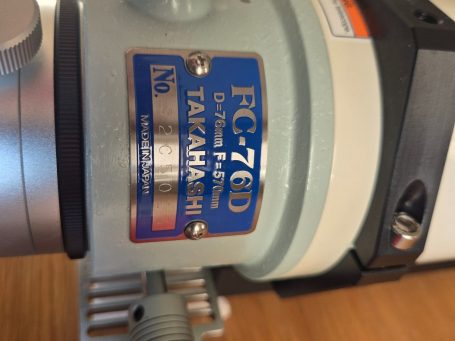 FC-76D
D=76mm F=570mm
TAKAHASHI
No.
MADE IN JAPAN